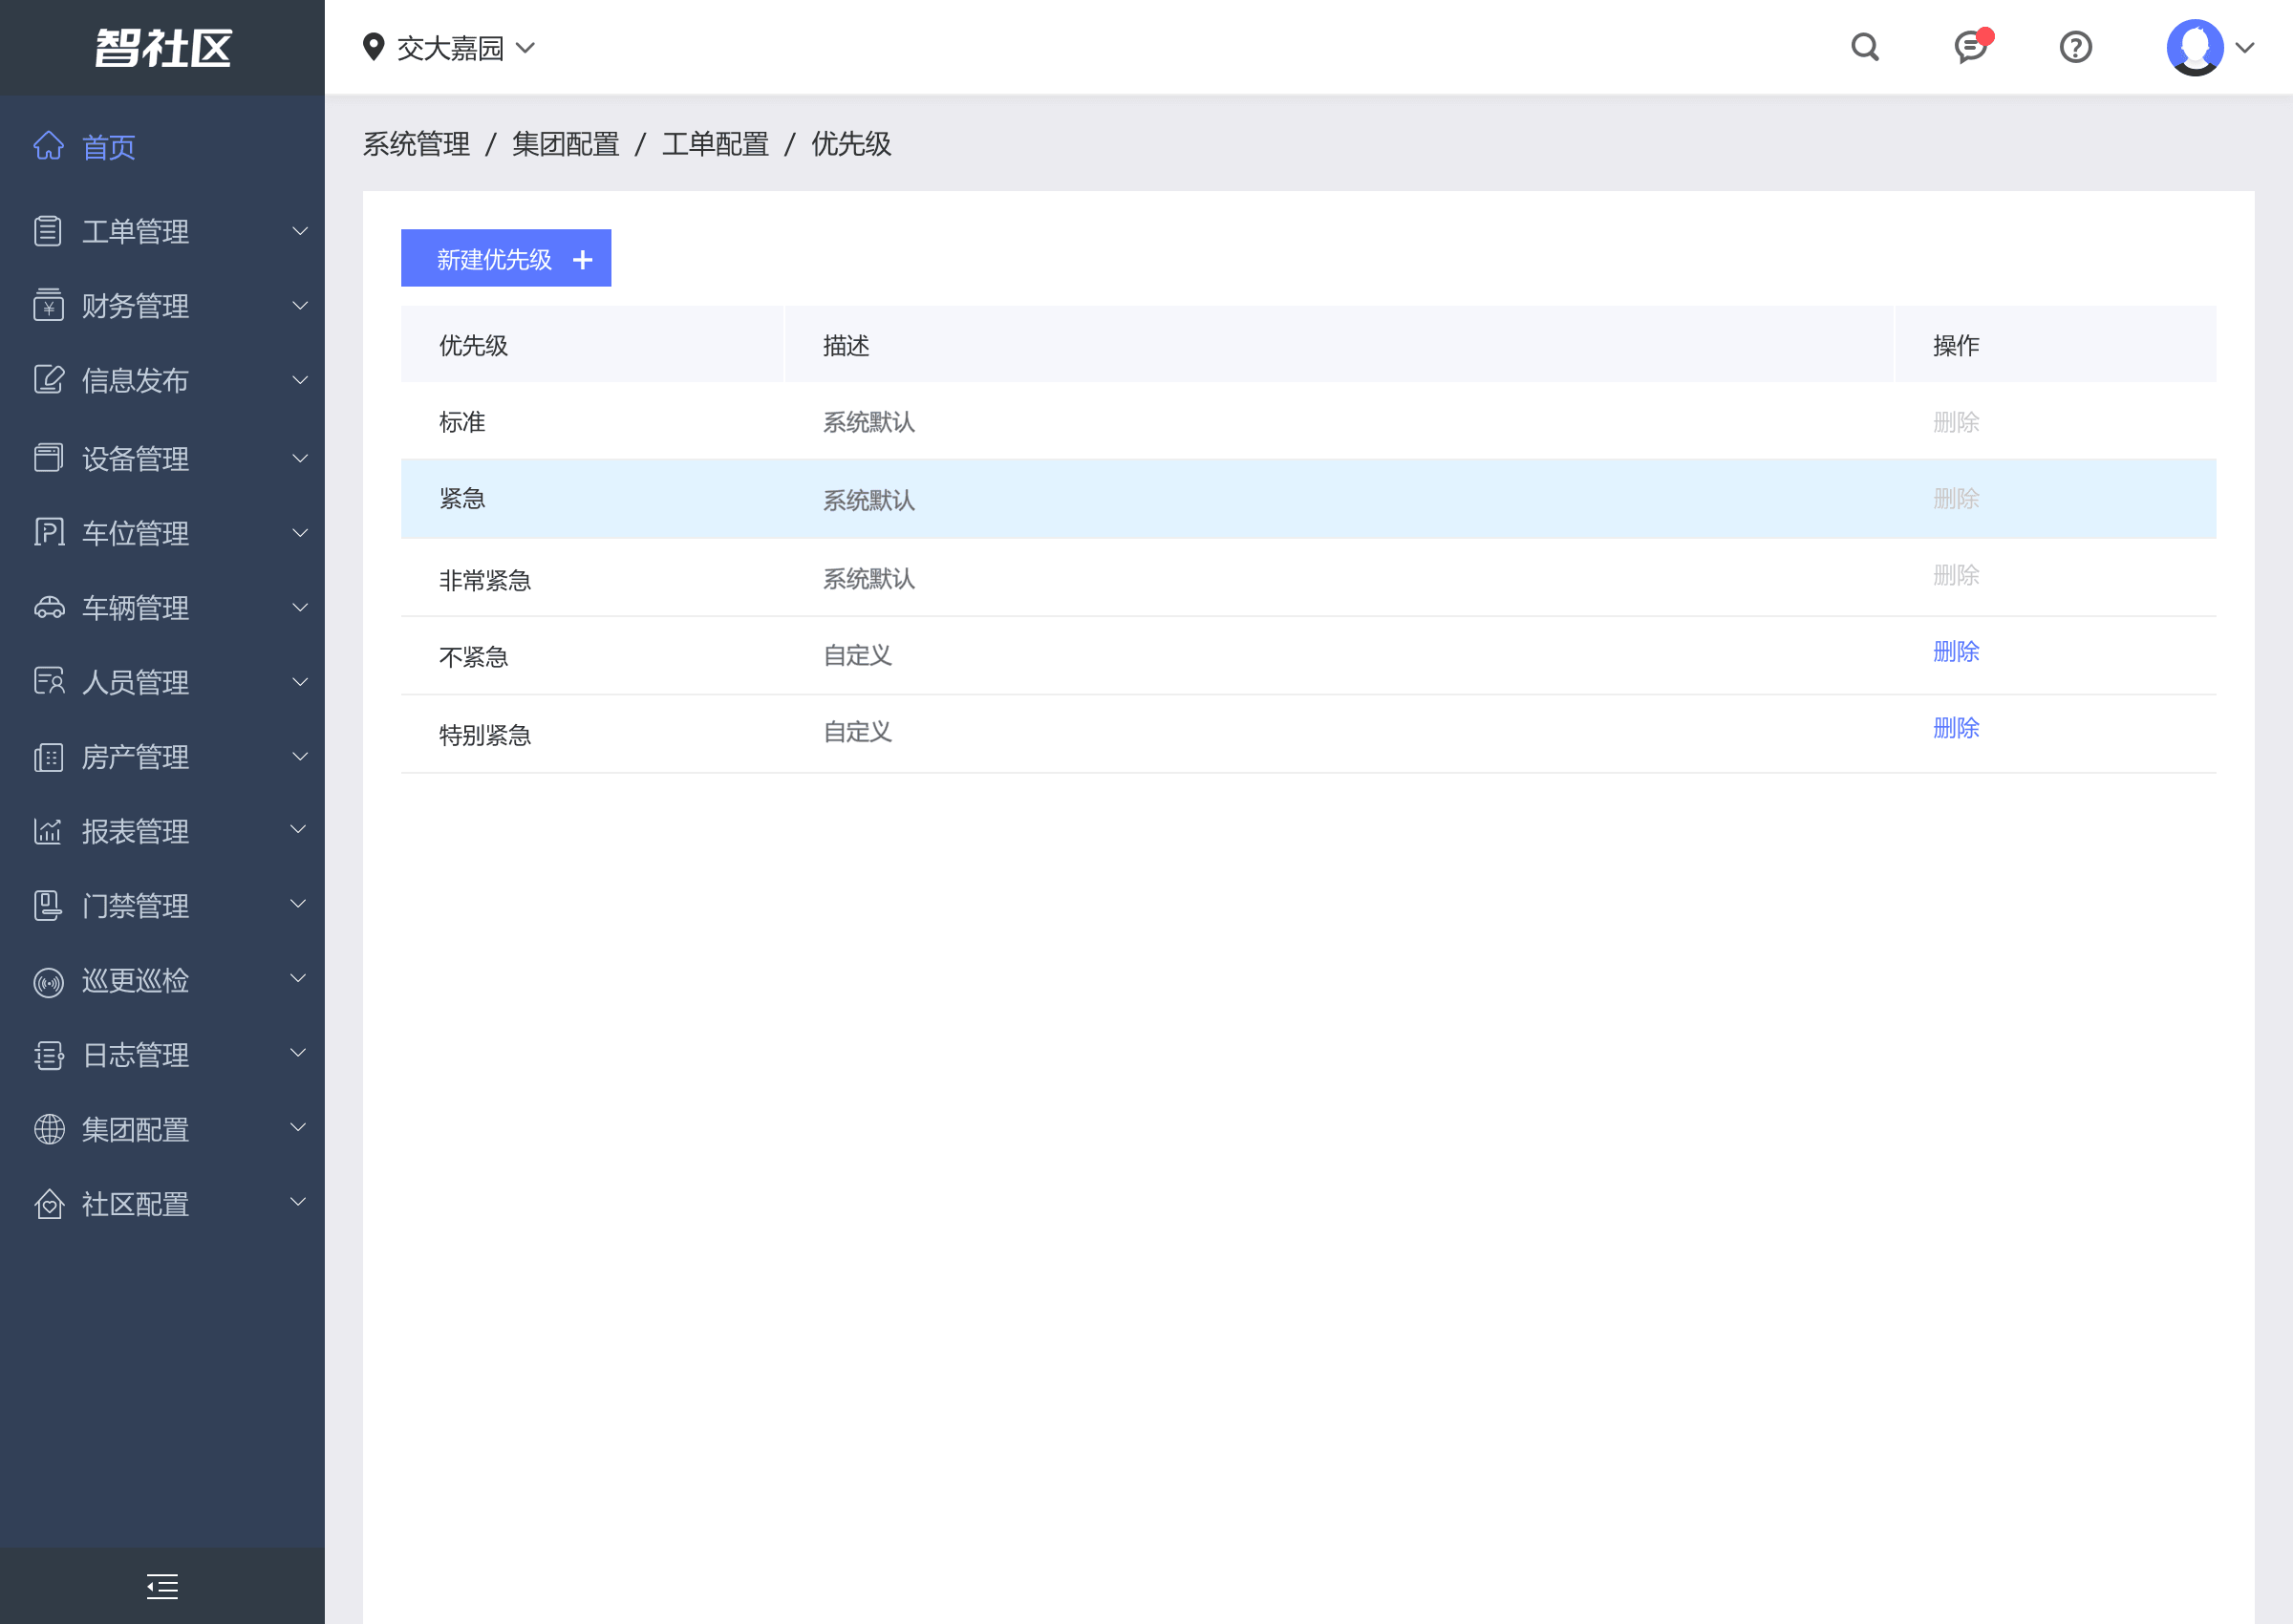 智社区
交大嘉园
首页
工单管理
财务管理
信息发布
设备管理
车位管理
车辆管理
人员管理
房产管理
报表管理
门禁管理
巡更巡检
日志管理
集团配置
社区配置
系统管理 / 集团配置 / 工单配置 / 优先级
新建优先级 +
优先级 描述 操作
标准 系统默认 删除
紧急 系统默认 删除
非常紧急 系统默认 删除
不紧急 自定义 删除
特别紧急 自定义 删除